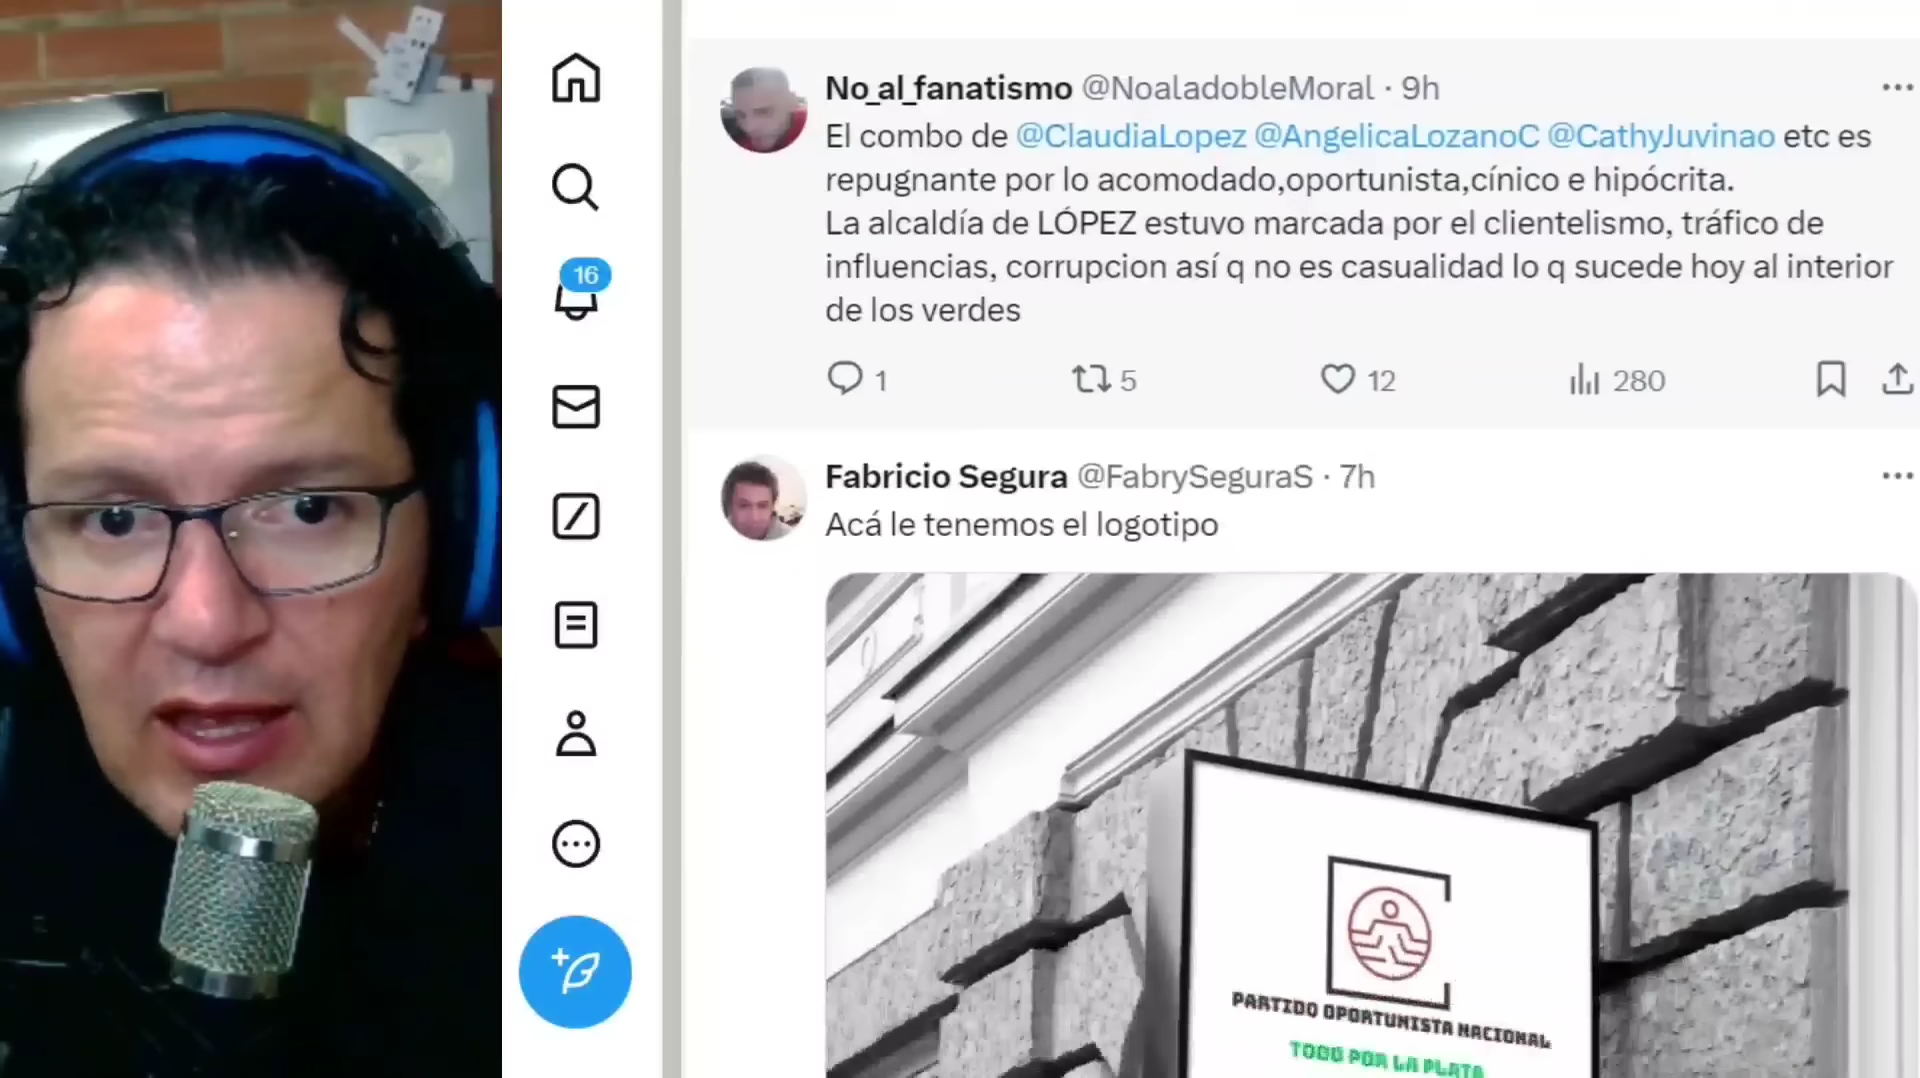 No_al_fanatismo @NoaladobleMoral · 9h
El combo de @ClaudiaLopez @AngelicaLozanoC @CathyJuvinao etc es
repugnante por lo acomodado,oportunista,cínico e hipócrita.
La alcaldía de LÓPEZ estuvo marcada por el clientelismo, tráfico de
influencias, corrupcion así q no es casualidad lo q sucede hoy al interior
de los verdes
1 5 12 280
16
Fabricio Segura @FabrySeguraS · 7h
Acá le tenemos el logotipo
PARTIDO OPORTUNISTA NACIONAL
TODO POR LA PLATA